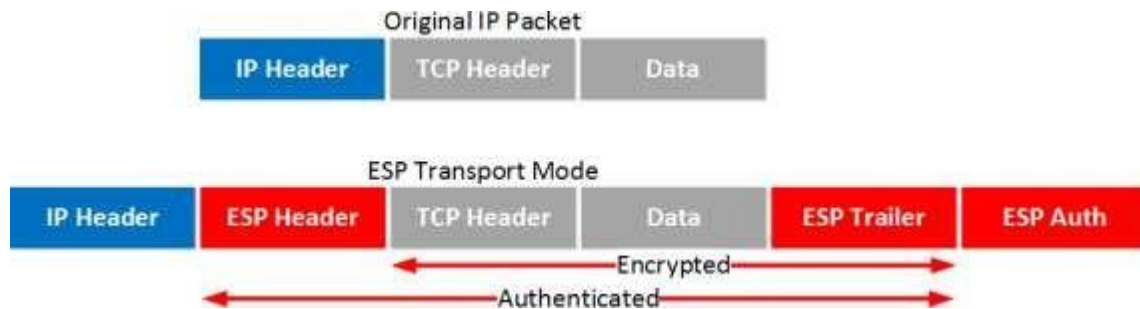 Original IP Packet
IP Header TCP Header Data
ESP Transport Mode
IP Header ESP Header TCP Header Data ESP Trailer ESP Auth
Encrypted
Authenticated